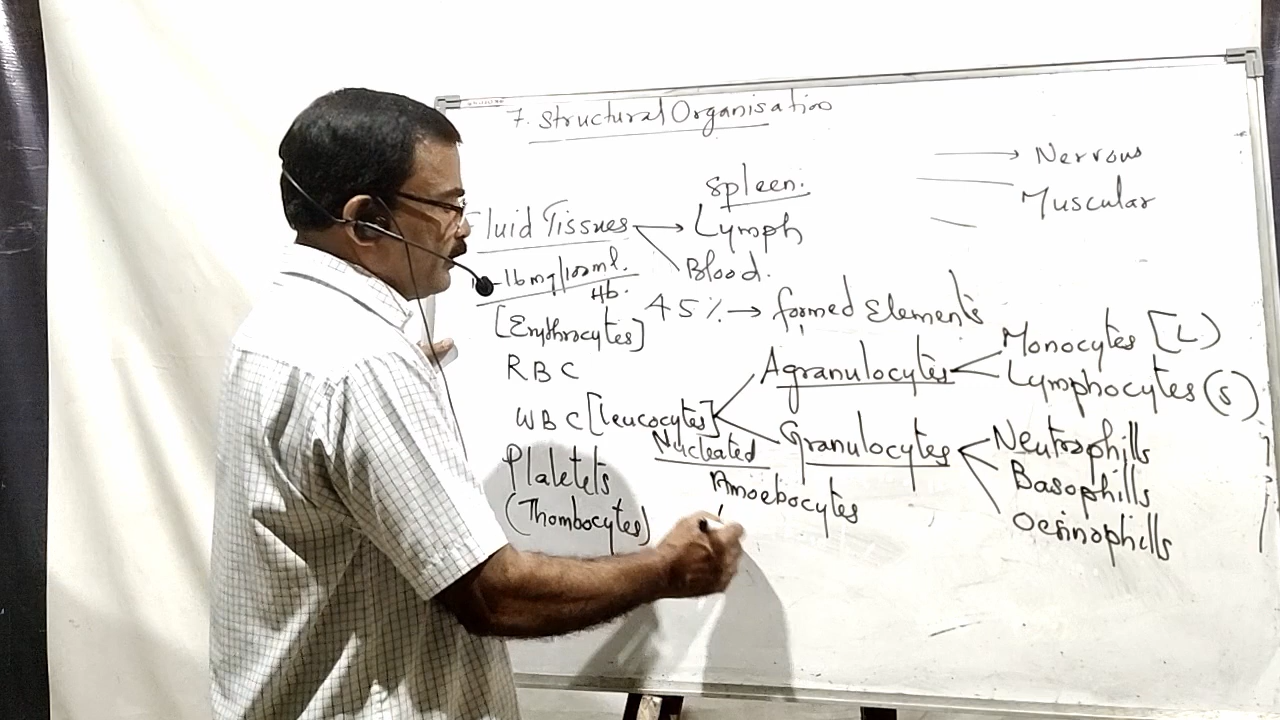 7. Structural Organisation
Nervous
Spleen.
Muscular
luid Tissues
Lymph
Blood.
-16mg/100ml.
Hb.
45% → formed Elements
[Erythrocytes]
Monocytes [L)
RBC
Agranulocytes
Lymphocytes (S)
WBC [leucocytes]
Granulocytes
Neutrophills
Nucleated
Platelets
Amoebocytes
Basophills
(Thombocytes)
Oesinophills